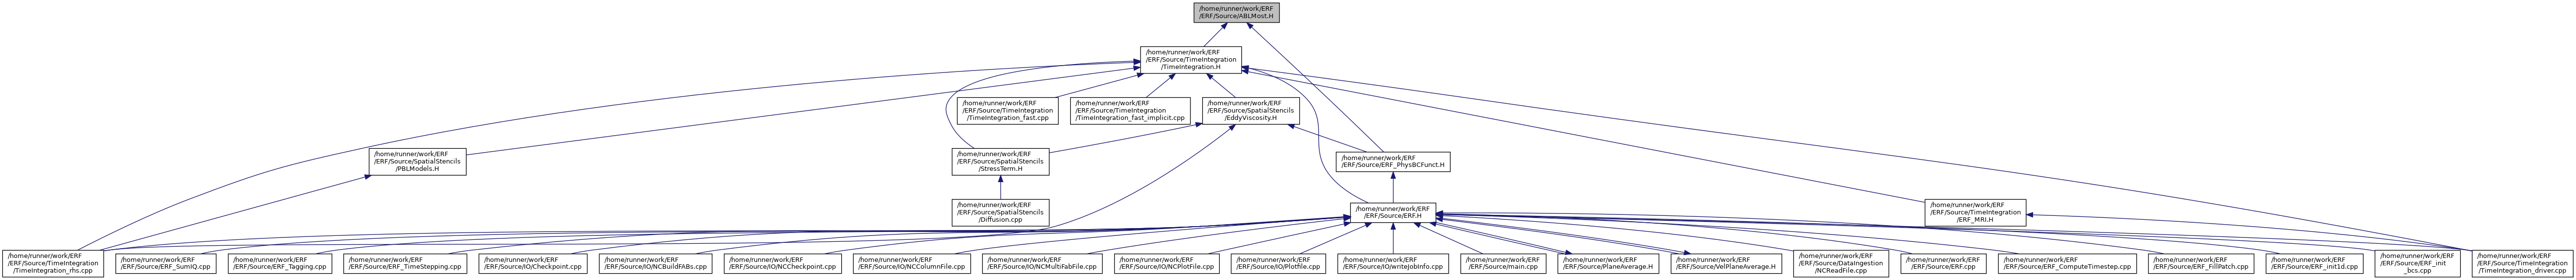 /home/runner/work/ERF
/ERF/Source/ABLMost.H
/home/runner/work/ERF
/ERF/Source/TimeIntegration
/TimeIntegration.H
/home/runner/work/ERF
/ERF/Source/TimeIntegration
/TimeIntegration_fast.cpp
/home/runner/work/ERF
/ERF/Source/TimeIntegration
/TimeIntegration_fast_implicit.cpp
/home/runner/work/ERF
/ERF/Source/SpatialStencils
/EddyViscosity.H
/home/runner/work/ERF
/ERF/Source/SpatialStencils
/PBLModels.H
/home/runner/work/ERF
/ERF/Source/SpatialStencils
/StressTerm.H
/home/runner/work/ERF
/ERF/Source/ERF_PhysBCFunct.H
/home/runner/work/ERF
/ERF/Source/SpatialStencils
/Diffusion.cpp
/home/runner/work/ERF
/ERF/Source/ERF.H
/home/runner/work/ERF
/ERF/Source/TimeIntegration
/ERF_MRI.H
/home/runner/work/ERF
/ERF/Source/TimeIntegration
/TimeIntegration_rhs.cpp
/home/runner/work/ERF
/ERF/Source/ERF_SumIQ.cpp
/home/runner/work/ERF
/ERF/Source/ERF_Tagging.cpp
/home/runner/work/ERF
/ERF/Source/ERF_TimeStepping.cpp
/home/runner/work/ERF
/ERF/Source/IO/Checkpoint.cpp
/home/runner/work/ERF
/ERF/Source/IO/NCBuildFABs.cpp
/home/runner/work/ERF
/ERF/Source/IO/NCCheckpoint.cpp
/home/runner/work/ERF
/ERF/Source/IO/NCColumnFile.cpp
/home/runner/work/ERF
/ERF/Source/IO/NCMultiFabFile.cpp
/home/runner/work/ERF
/ERF/Source/IO/NCPlotFile.cpp
/home/runner/work/ERF
/ERF/Source/IO/Plotfile.cpp
/home/runner/work/ERF
/ERF/Source/IO/writeJobInfo.cpp
/home/runner/work/ERF
/ERF/Source/main.cpp
/home/runner/work/ERF
/ERF/Source/PlaneAverage.H
/home/runner/work/ERF
/ERF/Source/VelPlaneAverage.H
/home/runner/work/ERF
/ERF/Source/DataIngestion
/NCReadFile.cpp
/home/runner/work/ERF
/ERF/Source/ERF.cpp
/home/runner/work/ERF
/ERF/Source/ERF_ComputeTimestep.cpp
/home/runner/work/ERF
/ERF/Source/ERF_FillPatch.cpp
/home/runner/work/ERF
/ERF/Source/ERF_init1d.cpp
/home/runner/work/ERF
/ERF/Source/ERF_init
_bcs.cpp
/home/runner/work/ERF
/ERF/Source/TimeIntegration
/TimeIntegration_driver.cpp